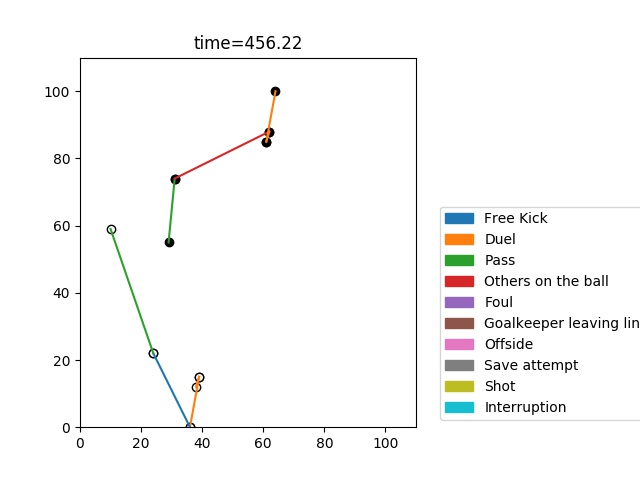 time=456.22
100
80
60
40
20
0
0 20 40 60 80 100
Free Kick
Duel
Pass
Others on the ball
Foul
Goalkeeper leaving lin
Offside
Save attempt
Shot
Interruption